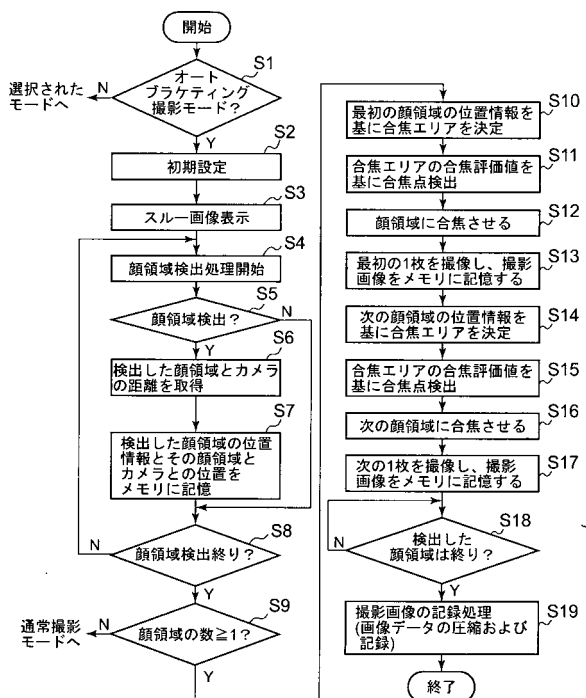 開始
S1
オート
ブラケティング
撮影モード?
N
選択された
モードへ
Y
S2
初期設定
S3
スルー画像表示
S4
顔領域検出処理開始
S5
顔領域検出?
N
Y
S6
検出した顔領域とカメラ
の距離を取得
S7
検出した顔領域の位置
情報とその顔領域と
カメラとの位置を
メモリに記憶
S8
N
顔領域検出終り?
Y
S9
通常撮影
モードへ
N
顔領域の数≧1?
Y
S10
最初の顔領域の位置情報を
基に合焦エリアを決定
S11
合焦エリアの合焦評価値を
基に合焦点検出
S12
顔領域に合焦させる
S13
最初の1枚を撮像し、撮影
画像をメモリに記憶する
S14
次の顔領域の位置情報を
基に合焦エリアを決定
S15
合焦エリアの合焦評価値を
基に合焦点検出
S16
次の顔領域に合焦させる
S17
次の1枚を撮像し、撮影
画像をメモリに記憶する
S18
N
検出した
顔領域は終り?
Y
S19
撮影画像の記録処理
(画像データの圧縮および
記録)
終了